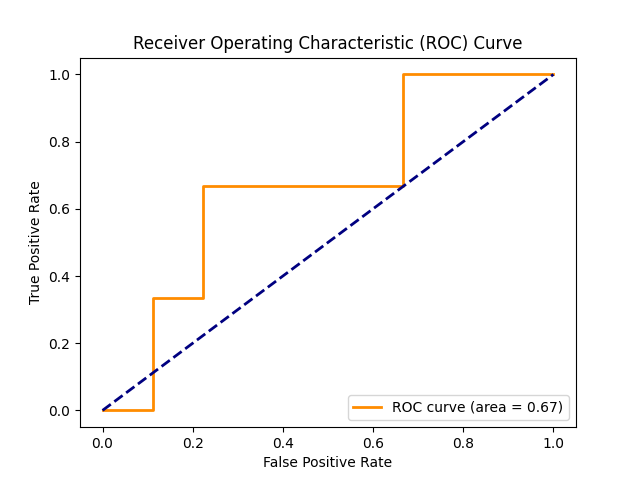 Receiver Operating Characteristic (ROC) Curve
1.0
0.8
0.6
0.4
0.2
0.0
True Positive Rate
ROC curve (area = 0.67)
0.0 0.2 0.4 0.6 0.8 1.0
False Positive Rate